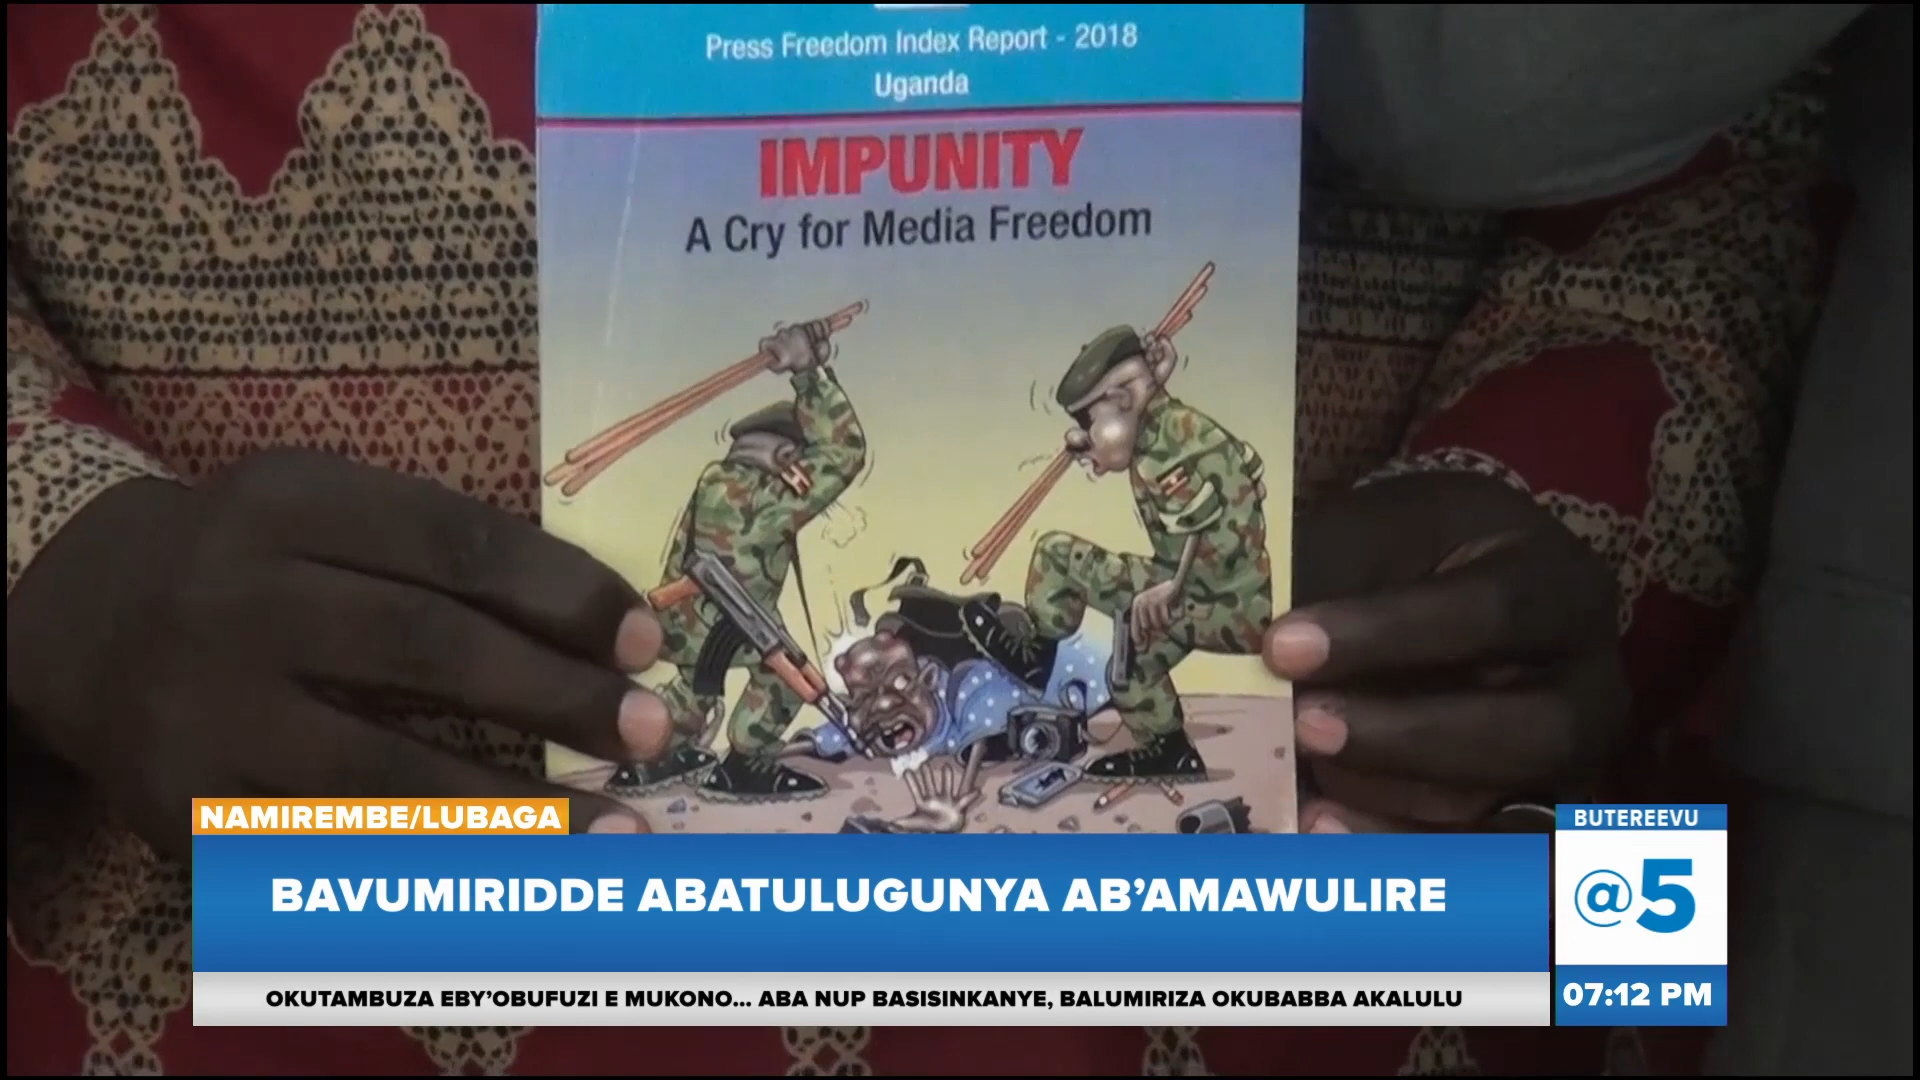 Press Freedom Index Report - 2018
Uganda
IMPUNITY
A Cry for Media Freedom
NAMIREMBE/LUBAGA
BAVUMIRIDDE ABATULUGUNYA AB’AMAWULIRE
BUTEREEVU
@5
07:12 PM
OKUTAMBUZA EBY’OBUFUZI E MUKONO... ABA NUP BASISINKANYE, BALUMIRIZA OKUBABBA AKALULU